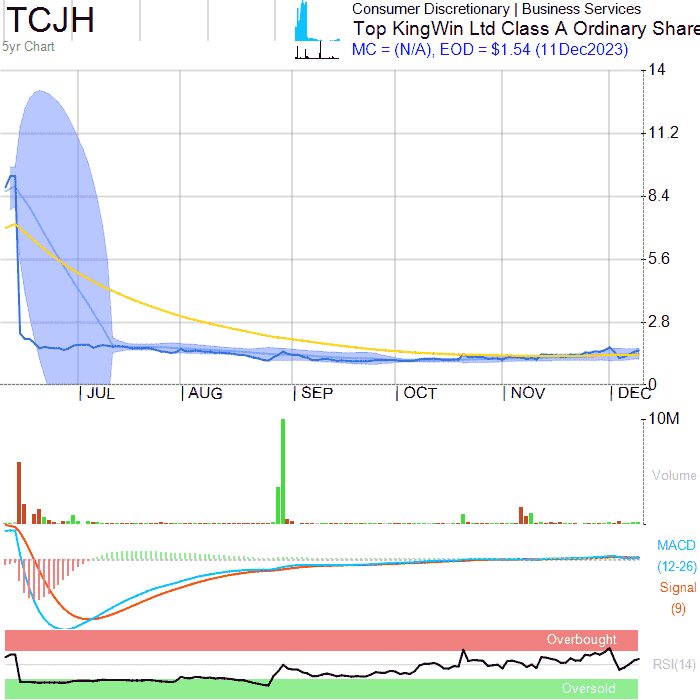 TCJH
5yr Chart
Consumer Discretionary | Business Services
Top KingWin Ltd Class A Ordinary Share
MC = (N/A), EOD = $1.54 (11Dec2023)
14
11.2
8.4
5.6
2.8
0
| JUL | AUG | SEP | OCT | NOV | DEC
10M
Volume
MACD
(12-26)
Signal
(9)
Overbought
RSI(14)
Oversold